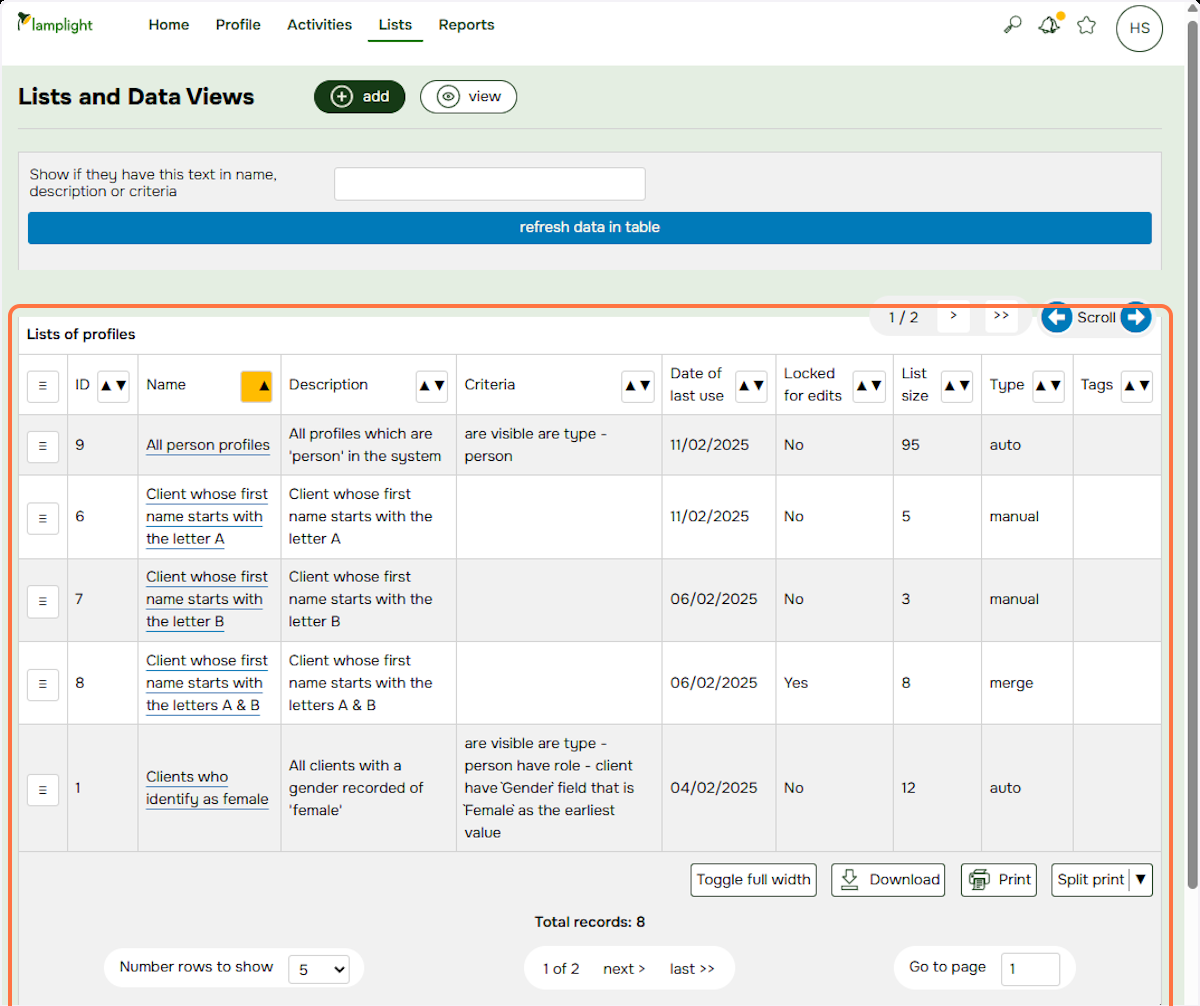 lamplight
Home Profile Activities Lists Reports
HS
Lists and Data Views
add
view
Show if they have this text in name,
description or criteria
refresh data in table
1 / 2 > >> Scroll
Lists of profiles
ID ▲▼ Name ▲ Description ▲▼ Criteria ▲▼ Date of last use ▲▼ Locked for edits ▲▼ List size ▲▼ Type ▲▼ Tags ▲▼
9
All person profiles
All profiles which are
'person' in the system
are visible are type -
person
11/02/2025
No
95
auto
6
Client whose first
name starts with
the letter A
Client whose first
name starts with the
letter A
11/02/2025
No
5
manual
7
Client whose first
name starts with
the letter B
Client whose first
name starts with the
letter B
06/02/2025
No
3
manual
8
Client whose first
name starts with
the letters A & B
Client whose first
name starts with the
letters A & B
06/02/2025
Yes
8
merge
1
Clients who
identify as female
All clients with a
gender recorded of
'female'
are visible are type -
person have role - client
have `Gender` field that is
`Female` as the earliest
value
04/02/2025
No
12
auto
Toggle full width
Download
Print
Split print ▼
Total records: 8
Number rows to show 5
1 of 2 next > last >>
Go to page 1